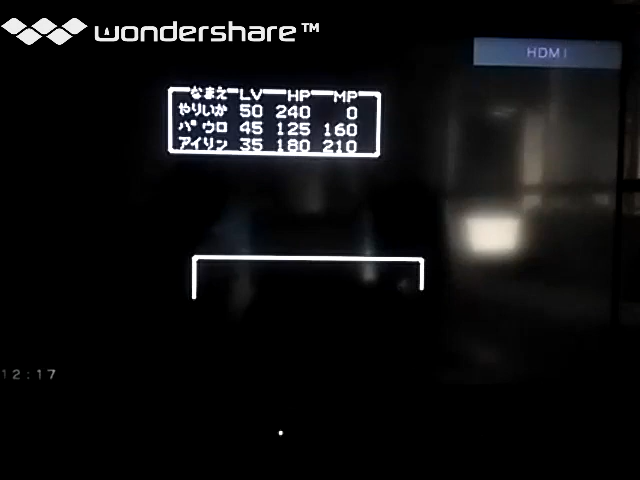 wondershare™
HDMI
なまえ LV HP MP
やりいか 50 240 0
パウロ 45 125 160
アイリン 35 180 210
12:17